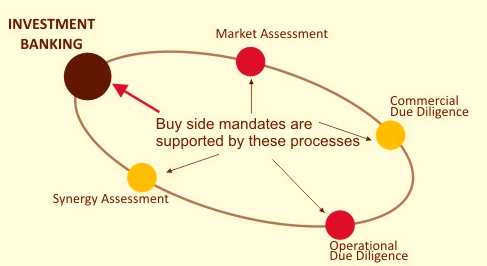 INVESTMENT
BANKING
Market Assessment
Commercial
Due Diligence
Buy side mandates are
supported by these processes
Synergy Assessment
Operational
Due Diligence